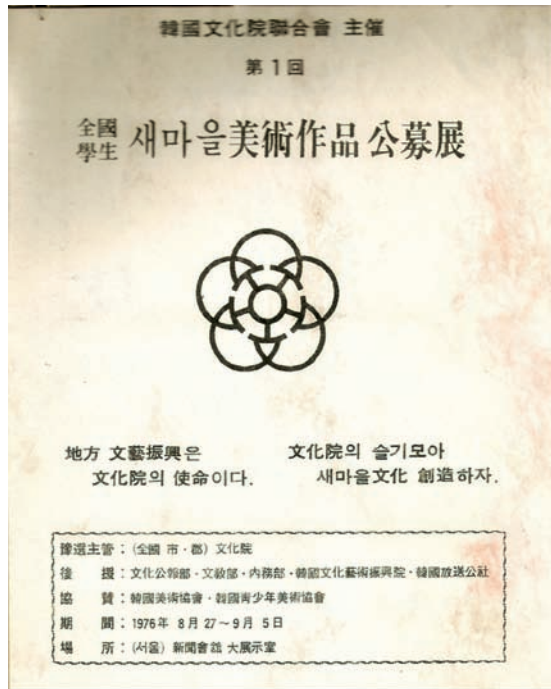 韓國文化院聯合會 主催
第1回
全國
學生 새마을美術作品公募展
地方 文藝振興은
文化院의 使命이다.
文化院의 슬기모아
새마을文化 創造하자.
豫選主管 : (全國 市·郡) 文化院
後 援 : 文化公報部·文敎部·內務部·韓國文化藝術振興院·韓國放送公社
協 賛 : 韓國美術協會·韓國靑少年美術協會
期 間 : 1976年 8月 27～9月 5日
場 所 : (서울) 新聞會舘 大展示室